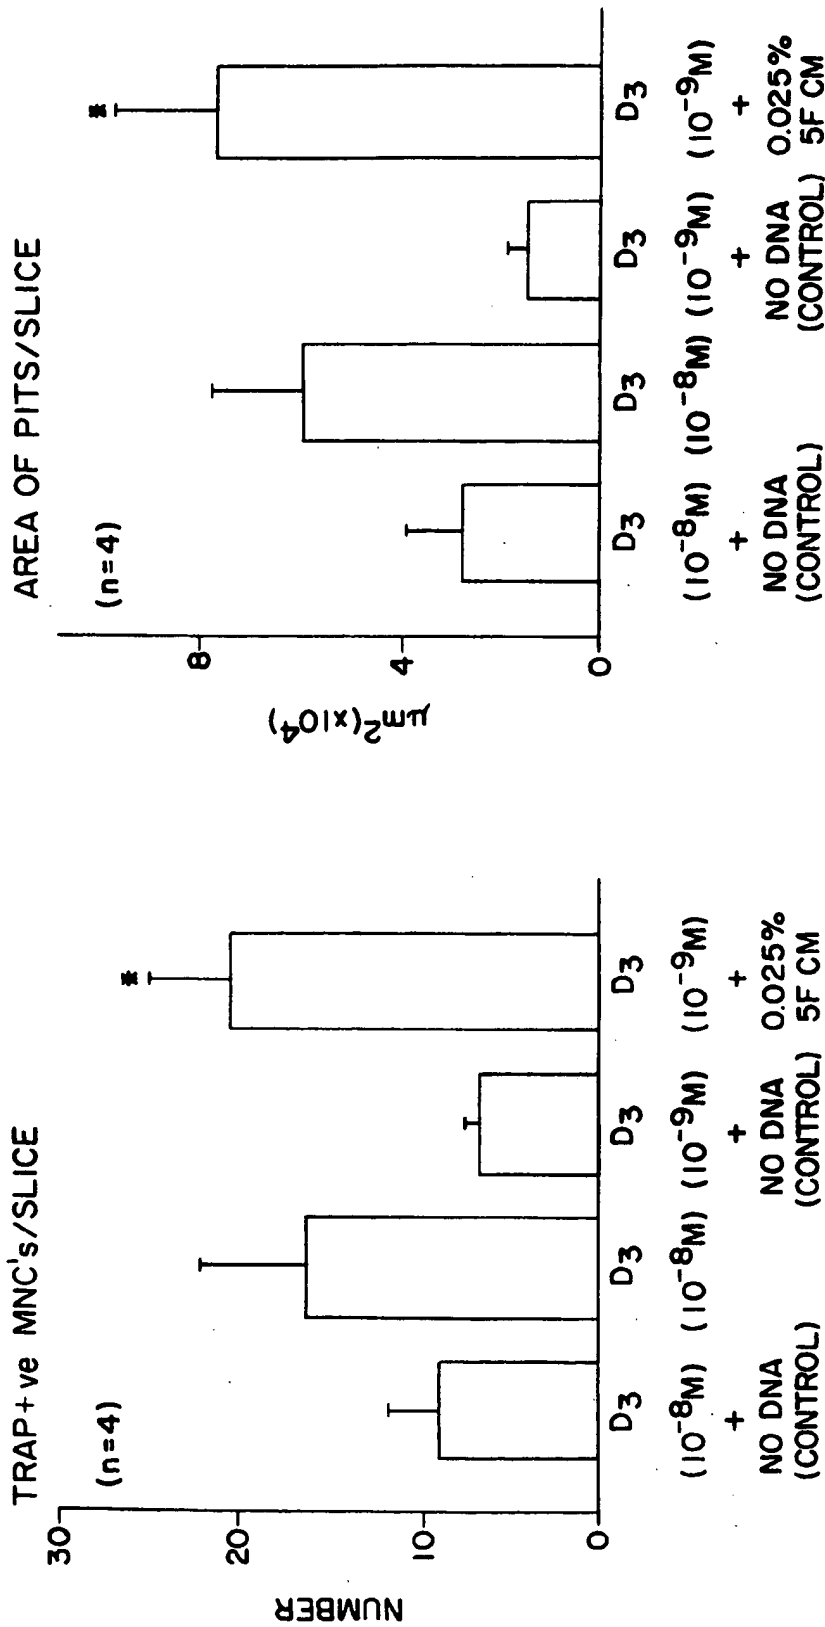 TRAP+ve MNC's/SLICE
(n=4)
30
20
10
0
NUMBER
D3 D3 D3 D3
(10⁻⁸M) (10⁻⁸M) (10⁻⁹M) (10⁻⁹M)
+ + +
NO DNA NO DNA 0.025%
(CONTROL) (CONTROL) 5F CM
*
AREA OF PITS/SLICE
(n=4)
8
4
0
μm²(x10⁴)
D3 D3 D3 D3
(10⁻⁸M) (10⁻⁸M) (10⁻⁹M) (10⁻⁹M)
+ + +
NO DNA NO DNA 0.025%
(CONTROL) (CONTROL) 5F CM
*